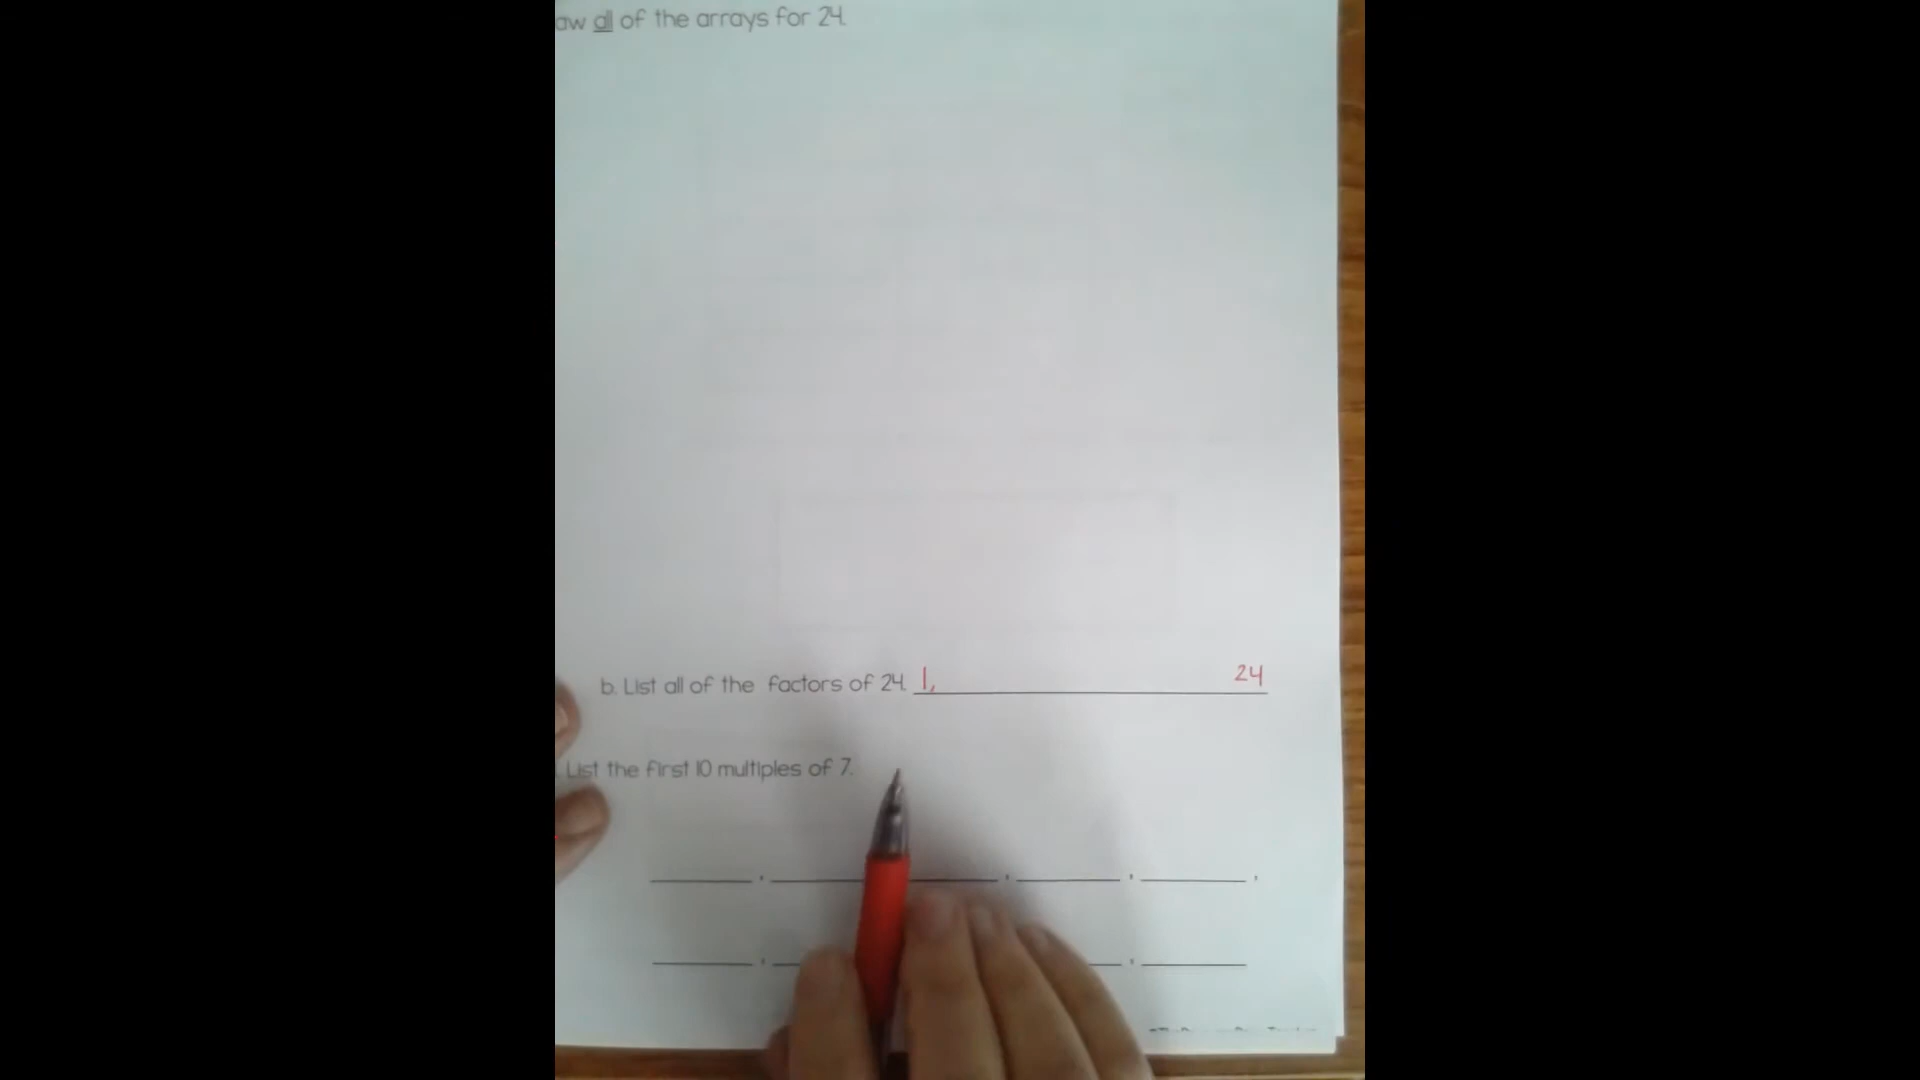 aw all of the arrays for 24.
b. List all of the factors of 24. 1, 24
List the first 10 multiples of 7.